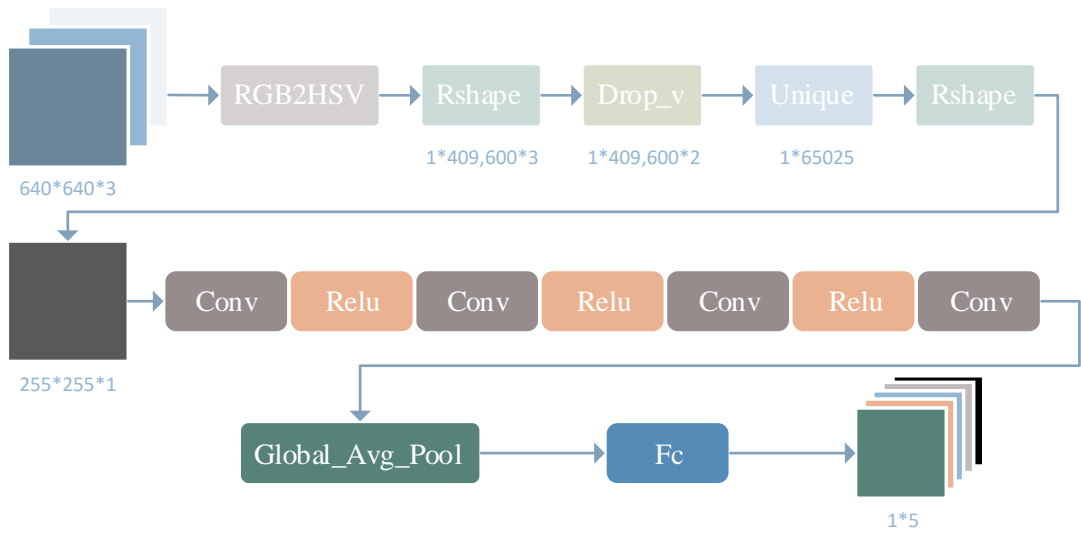 RGB2HSV Rshape Drop_v Unique Rshape
1*409,600*3 1*409,600*2 1*65025
640*640*3
Conv Relu Conv Relu Conv Relu Conv
255*255*1
Global_Avg_Pool Fc
1*5